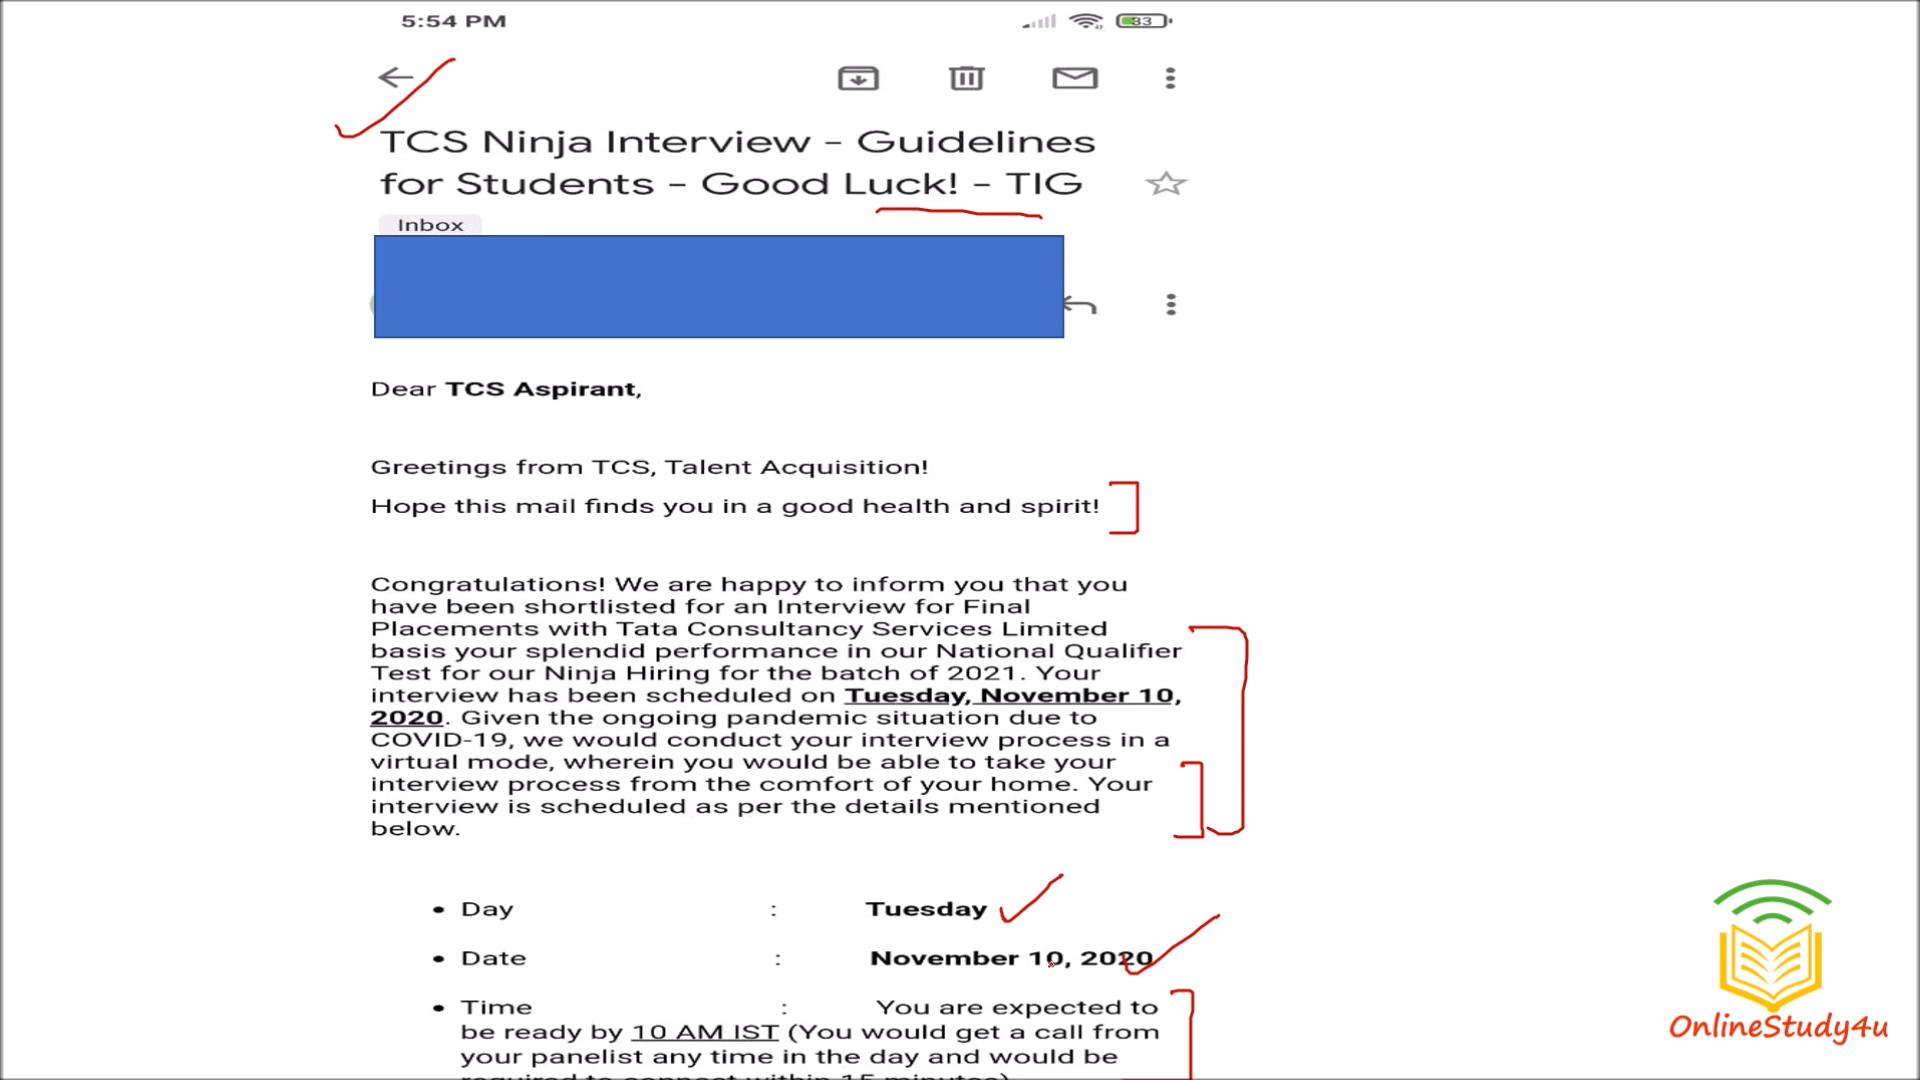 5:54 PM
33
TCS Ninja Interview - Guidelines
for Students - Good Luck! - TIG
Inbox
Dear TCS Aspirant,
Greetings from TCS, Talent Acquisition!
Hope this mail finds you in a good health and spirit!
Congratulations! We are happy to inform you that you
have been shortlisted for an Interview for Final
Placements with Tata Consultancy Services Limited
basis your splendid performance in our National Qualifier
Test for our Ninja Hiring for the batch of 2021. Your
interview has been scheduled on Tuesday, November 10,
2020. Given the ongoing pandemic situation due to
COVID-19, we would conduct your interview process in a
virtual mode, wherein you would be able to take your
interview process from the comfort of your home. Your
interview is scheduled as per the details mentioned
below.
• Day : Tuesday
• Date : November 10, 2020
• Time : You are expected to
be ready by 10 AM IST (You would get a call from
your panelist any time in the day and would be
required to connect within 15 minutes)
OnlineStudy4u